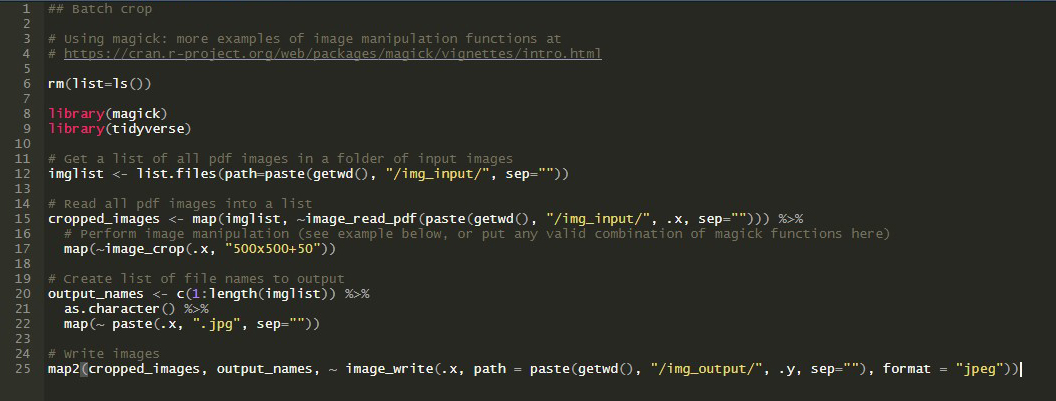 1 ## Batch crop
2
3 # Using magick: more examples of image manipulation functions at
4 # https://cran.r-project.org/web/packages/magick/vignettes/intro.html
5
6 rm(list=ls())
7
8 library(magick)
9 library(tidyverse)
10
11 # Get a list of all pdf images in a folder of input images
12 imglist <- list.files(path=paste(getwd(), "/img_input/", sep=""))
13
14 # Read all pdf images into a list
15 cropped_images <- map(imglist, ~image_read_pdf(paste(getwd(), "/img_input/", .x, sep=""))) %>%
16 # Perform image manipulation (see example below, or put any valid combination of magick functions here)
17 map(~image_crop(.x, "500x500+50"))
18
19 # Create list of file names to output
20 output_names <- c(1:length(imglist)) %>%
21 as.character() %>%
22 map(~ paste(.x, ".jpg", sep=""))
23
24 # Write images
25 map2(cropped_images, output_names, ~ image_write(.x, path = paste(getwd(), "/img_output/", .y, sep=""), format = "jpeg"))